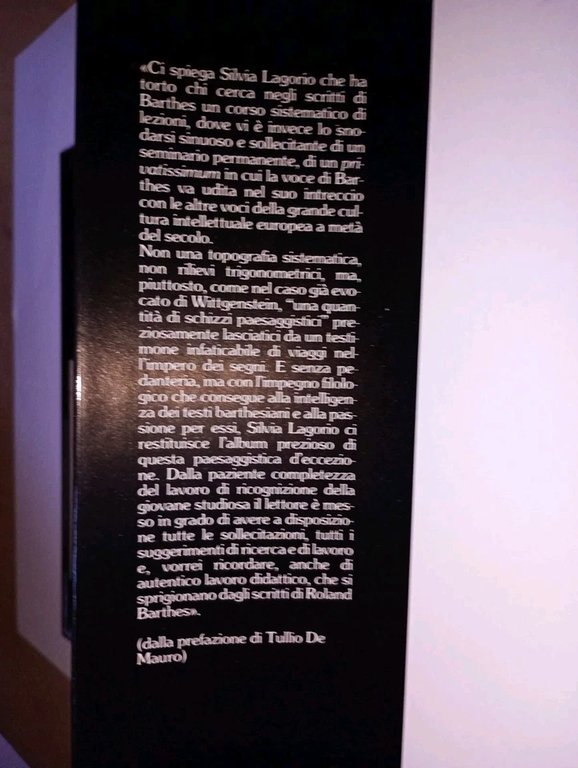 «Ci spiega Silvia Lagorio che ha
torto chi cerca negli scritti di
Barthes un corso sistematico di
lezioni, dove vi è invece lo sno-
darsi sinuoso e sollecitante di un
seminario permanente, di un pri-
vatissimum in cui la voce di Bar-
thes va udita nel suo intreccio
con le altre voci della grande cul-
tura intellettuale europea a metà
del secolo.
Non una topografia sistematica,
non rilievi trigonometrici, ma,
piuttosto, come nel caso già evo-
cato di Wittgenstein, “una quan-
tità di schizzi paesaggistici” pre-
ziosamente lasciatici da un testi-
mone infaticabile di viaggi nel-
l'impero dei segni. E senza pe-
danteria, ma con l'impegno filolo-
gico che consegue alla intelligen-
za dei testi barthesiani e alla pas-
sione per essi, Silvia Lagorio ci
restituisce l'album prezioso di
questa paesaggistica d'eccezio-
ne. Dalla paziente completezza
del lavoro di ricognizione della
giovane studiosa il lettore è mes-
so in grado di avere a disposizio-
ne tutte le sollecitazioni, tutti i
suggerimenti di ricerca e di lavoro
e, vorrei ricordare, anche di
autentico lavoro didattico, che si
sprigionano dagli scritti di Roland
Barthes».
(dalla prefazione di Tullio De
Mauro)